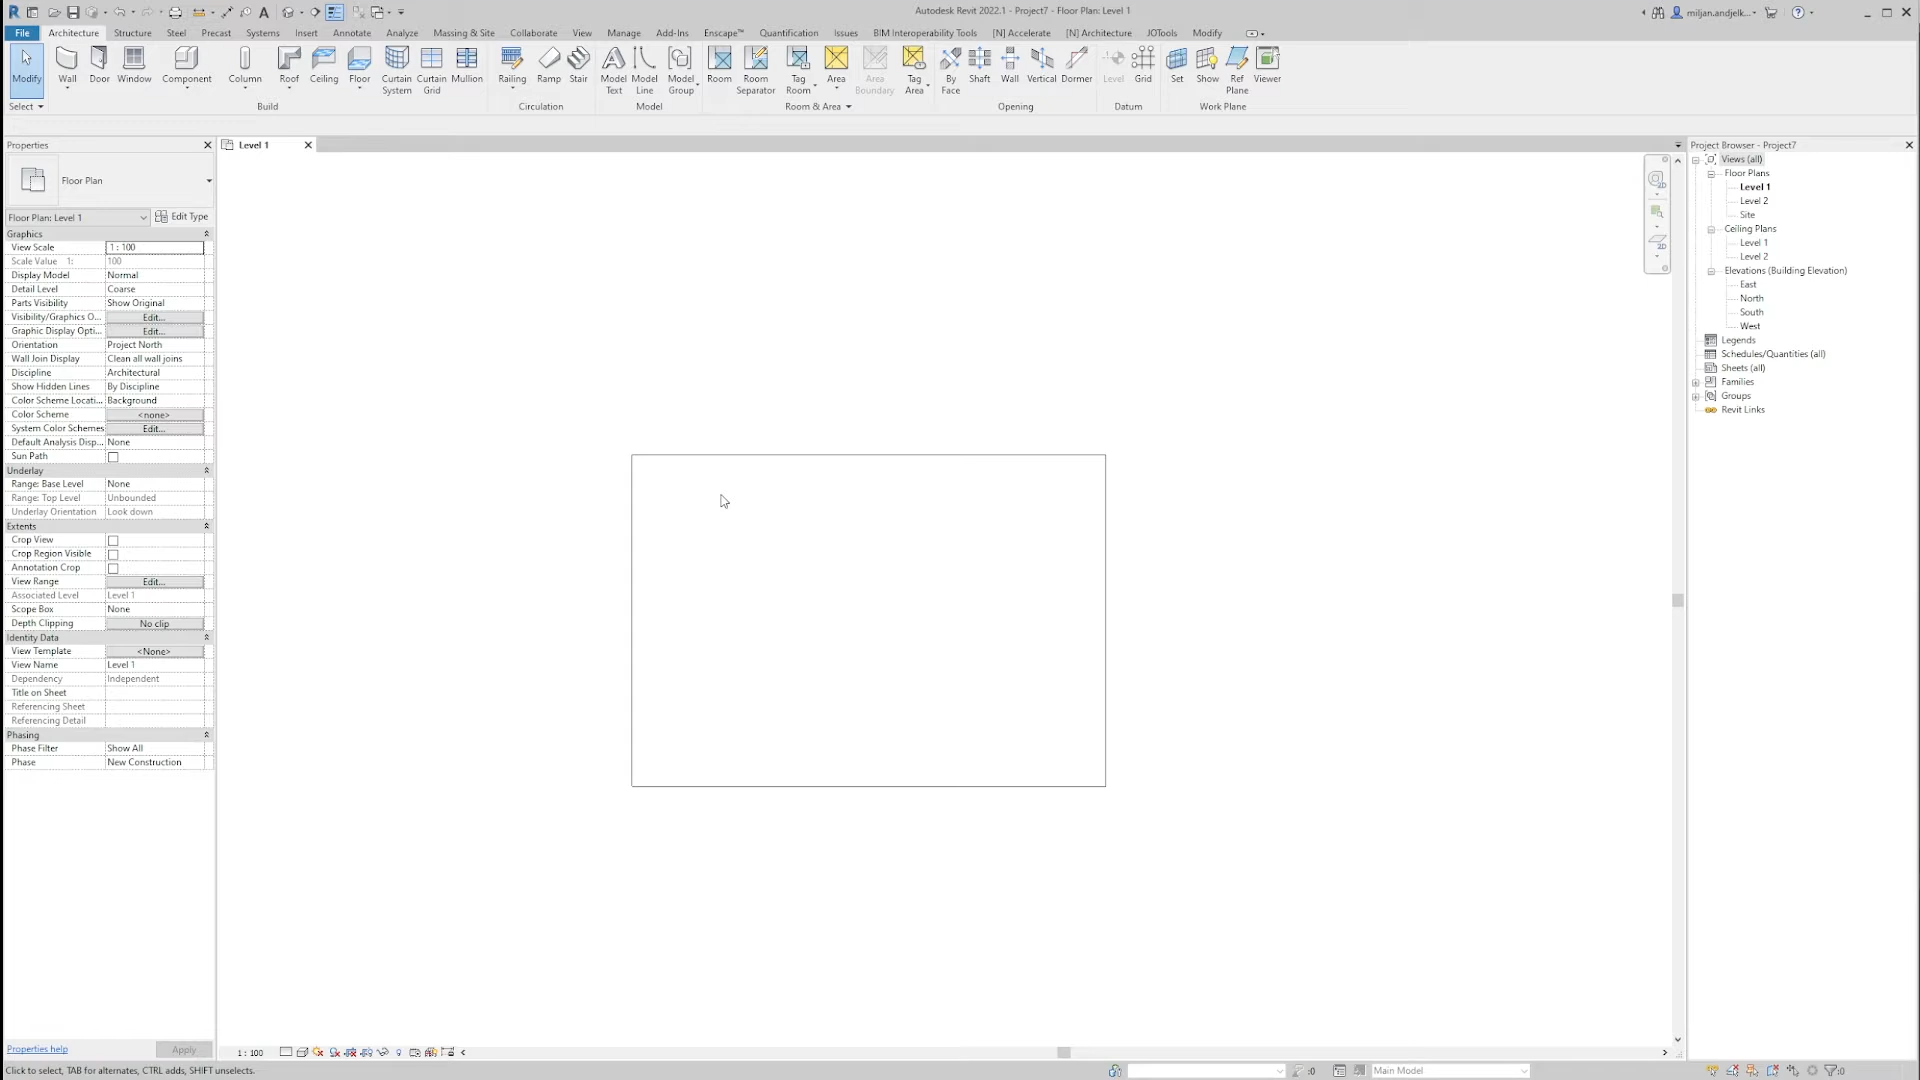 Autodesk Revit 2022.1 - Project7 - Floor Plan: Level 1
miljan.andjelk...
File Architecture Structure Steel Precast Systems Insert Annotate Analyze Massing & Site Collaborate View Manage Add-Ins Enscape™ Quantification Issues BIM Interoperability Tools [N] Accelerate [N] Architecture JOTools Modify
Modify Wall Door Window Component Column Roof Ceiling Floor Curtain System Curtain Grid Mullion Railing Ramp Stair Model Text Model Line Model Group Room Room Separator Tag Room Area Area Boundary Tag Area By Face Shaft Wall Vertical Dormer Level Grid Set Show Ref Plane Viewer
Select Build Circulation Model Room & Area Opening Datum Work Plane
Properties
Floor Plan
Floor Plan: Level 1 Edit Type
Graphics
View Scale 1 : 100
Scale Value 1: 100
Display Model Normal
Detail Level Coarse
Parts Visibility Show Original
Visibility/Graphics O... Edit...
Graphic Display Opti... Edit...
Orientation Project North
Wall Join Display Clean all wall joins
Discipline Architectural
Show Hidden Lines By Discipline
Color Scheme Locati... Background
Color Scheme <none>
System Color Schemes Edit...
Default Analysis Disp... None
Sun Path
Underlay
Range: Base Level None
Range: Top Level Unbounded
Underlay Orientation Look down
Extents
Crop View
Crop Region Visible
Annotation Crop
View Range Edit...
Associated Level Level 1
Scope Box None
Depth Clipping No clip
Identity Data
View Template <None>
View Name Level 1
Dependency Independent
Title on Sheet
Referencing Sheet
Referencing Detail
Phasing
Phase Filter Show All
Phase New Construction
Properties help Apply
Level 1
2D
2D
Project Browser - Project7
Views (all)
Floor Plans
Level 1
Level 2
Site
Ceiling Plans
Level 1
Level 2
Elevations (Building Elevation)
East
North
South
West
Legends
Schedules/Quantities (all)
Sheets (all)
Families
Groups
Revit Links
1 : 100
Click to select, TAB for alternates, CTRL adds, SHIFT unselects.
:0
Main Model
:0